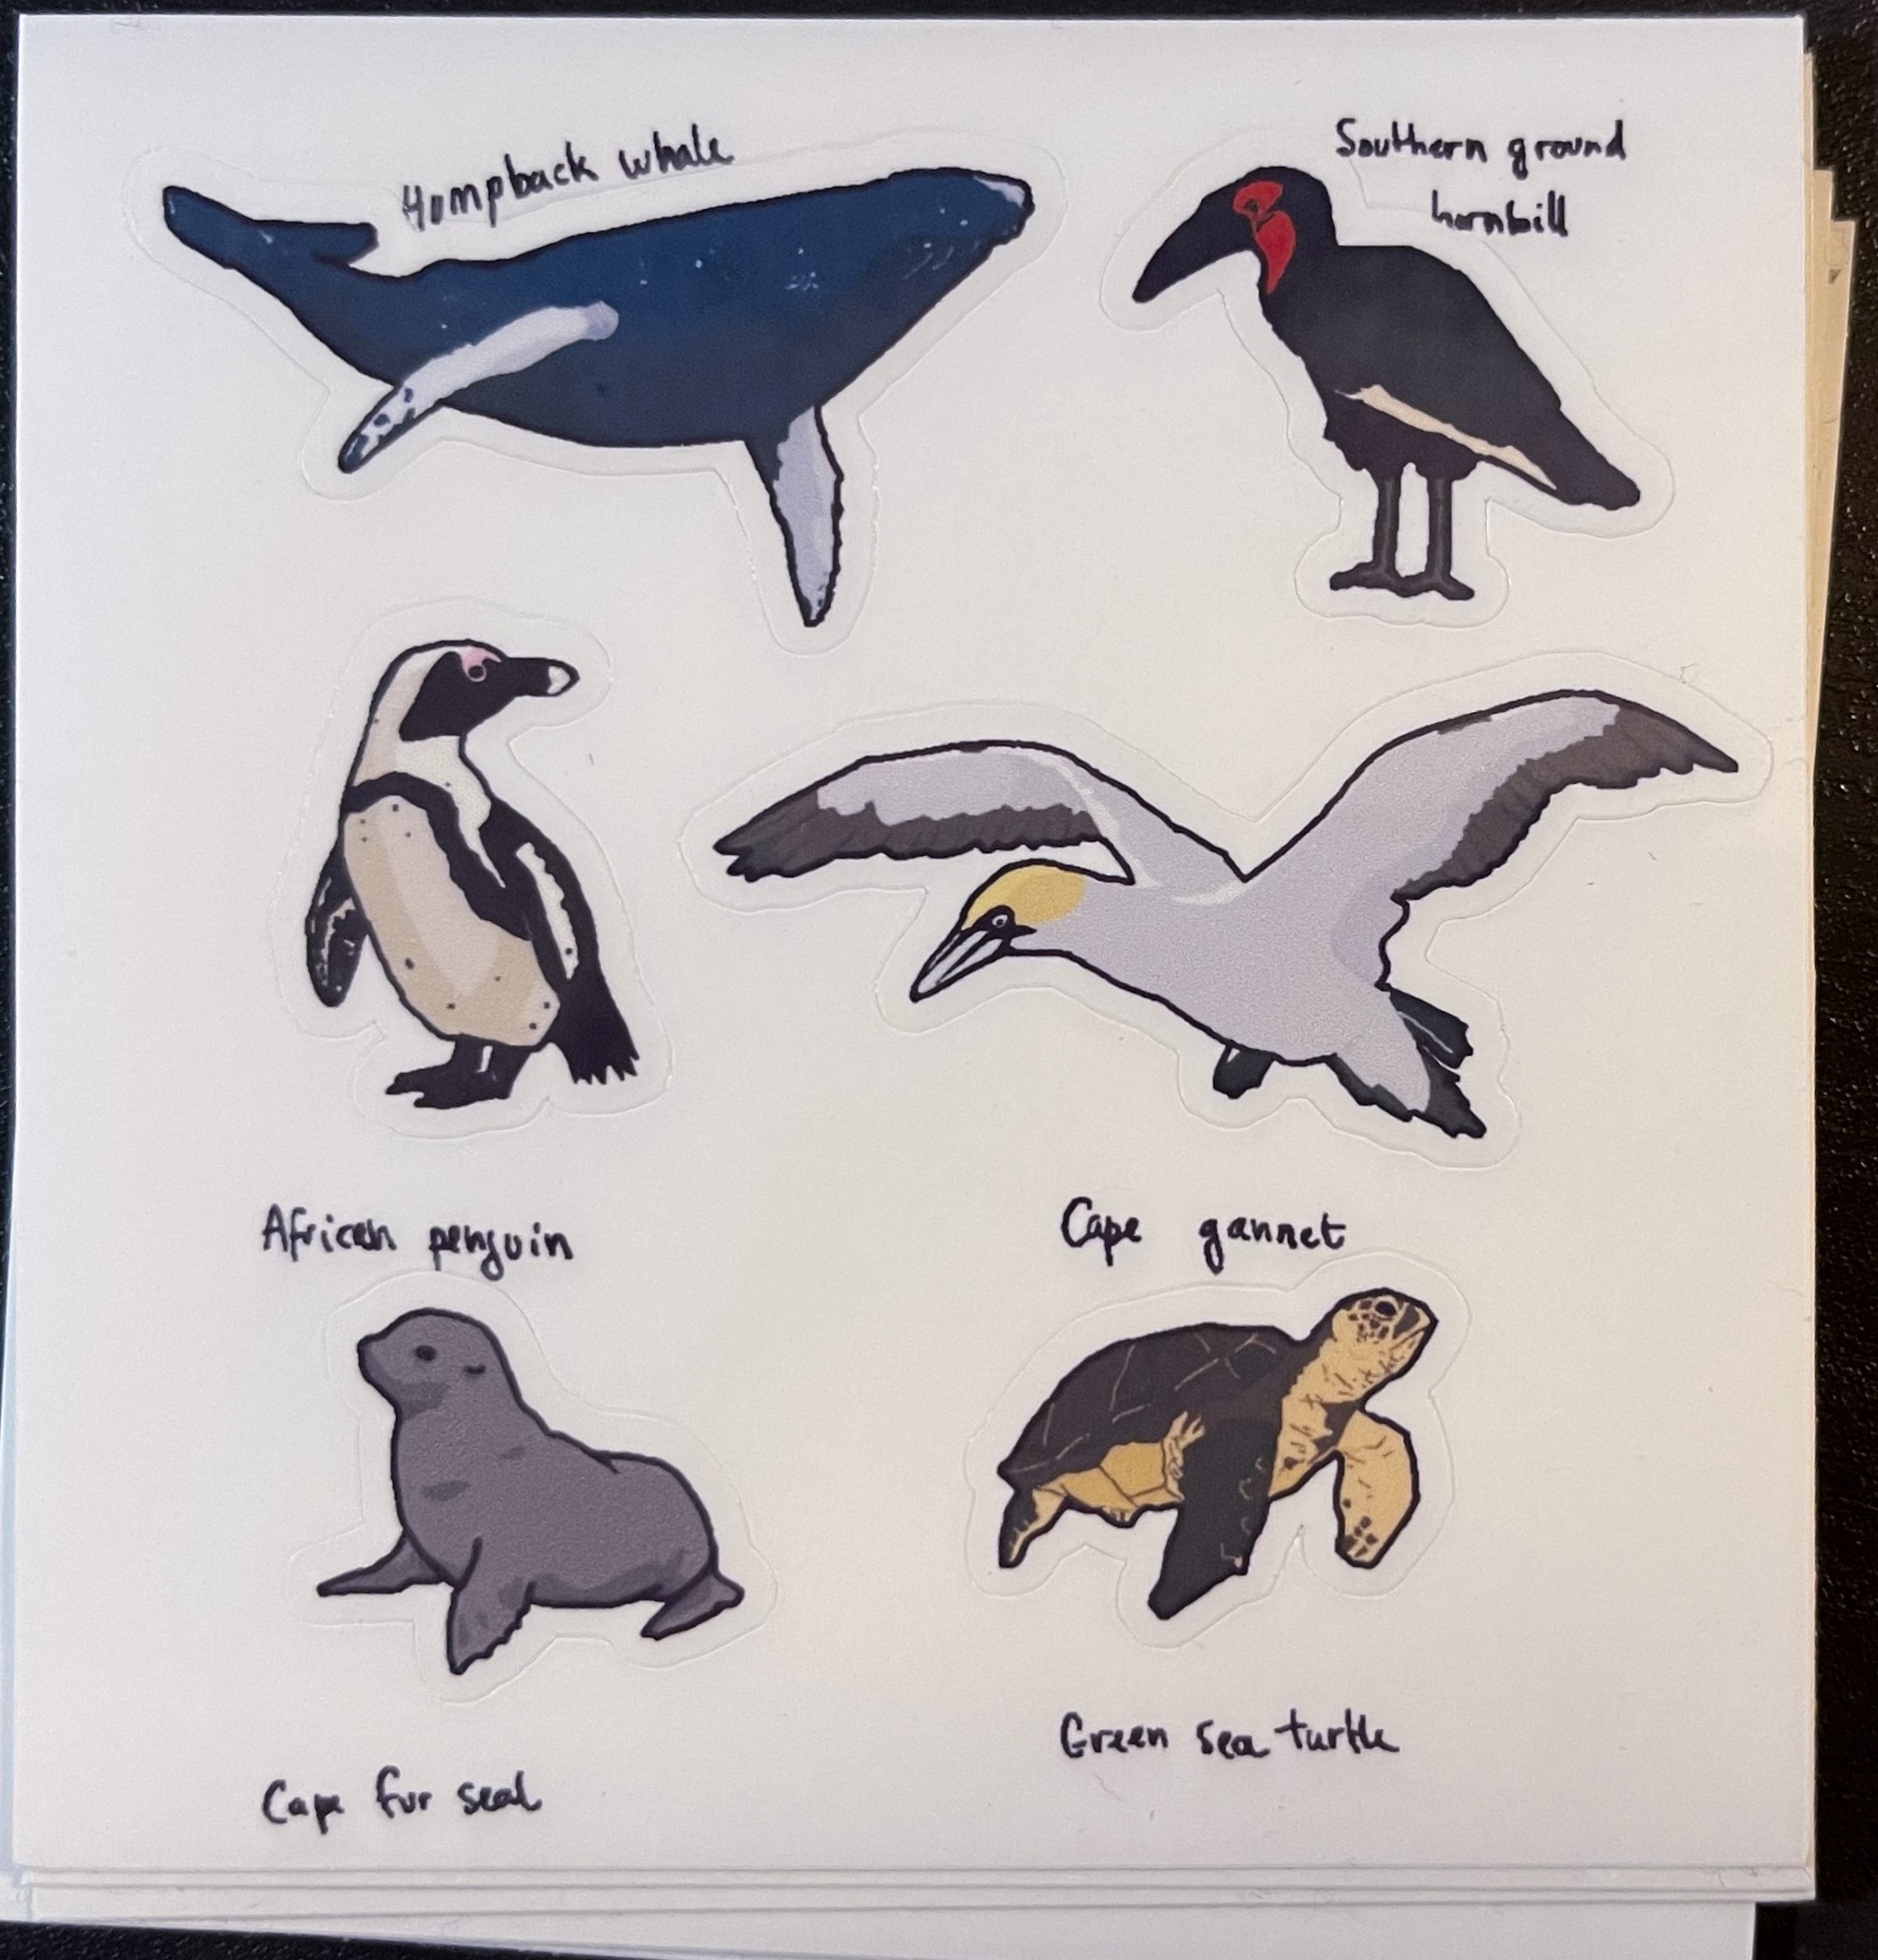 Humpback whale
Southern ground
hornbill
African penguin
Cape gannet
Cape fur seal
Green sea turtle